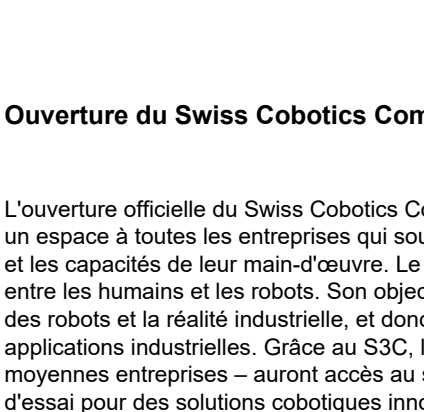 Ouverture du Swiss Cobotics
L'ouverture officielle du Swiss Cobotics
un espace à toutes les entreprises qui
et les capacités de leur main-d'œuvre. Le
entre les humains et les robots. Son
des robots et la réalité industrielle, et
applications industrielles. Grâce au S3C,
moyennes entreprises – auront accès au
d'essai pour des solutions cobotiques